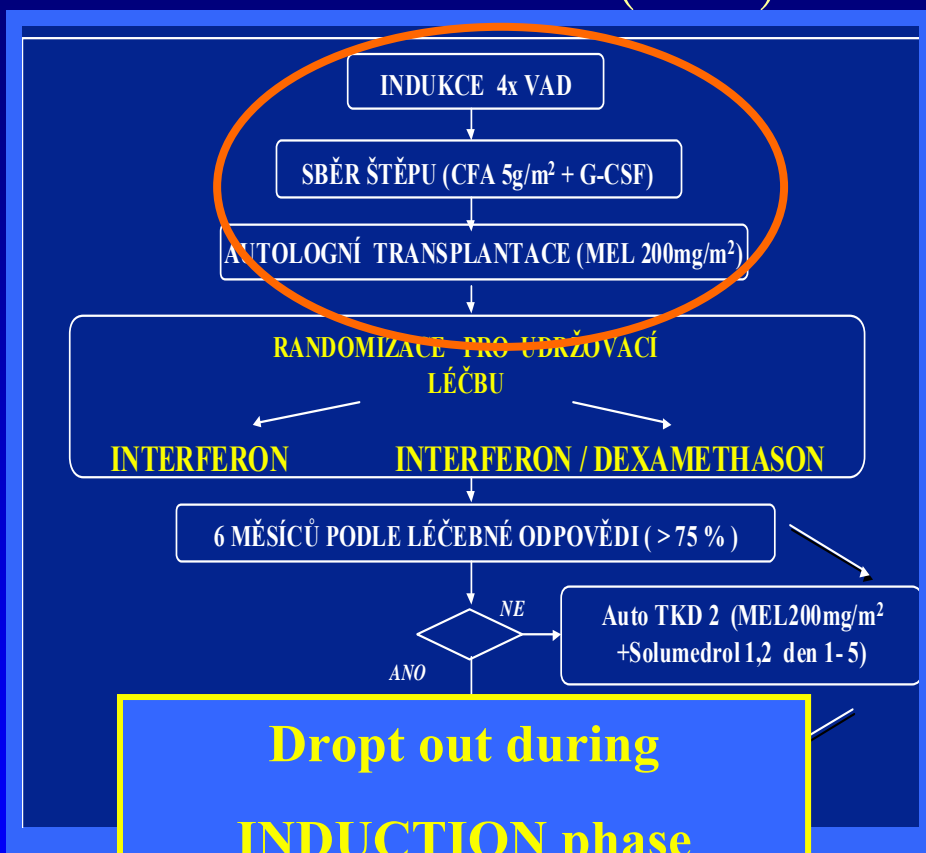 INDUKCE 4x VAD
SBĚR ŠTĚPU (CFA 5g/m² + G-CSF)
AUTOLOGNÍ TRANSPLANTACE (MEL 200mg/m²)
RANDOMIZACE PRO UDRŽOVACÍ
LÉČBU
INTERFERON
INTERFERON / DEXAMETHASON
6 MĚSÍCŮ PODLE LÉČEBNÉ ODPOVĚDI ( > 75 % )
NE
Auto TKD 2 (MEL200mg/m²
+Solumedrol 1,2 den 1- 5)
ANO
Dropt out during
INDUCTION phase